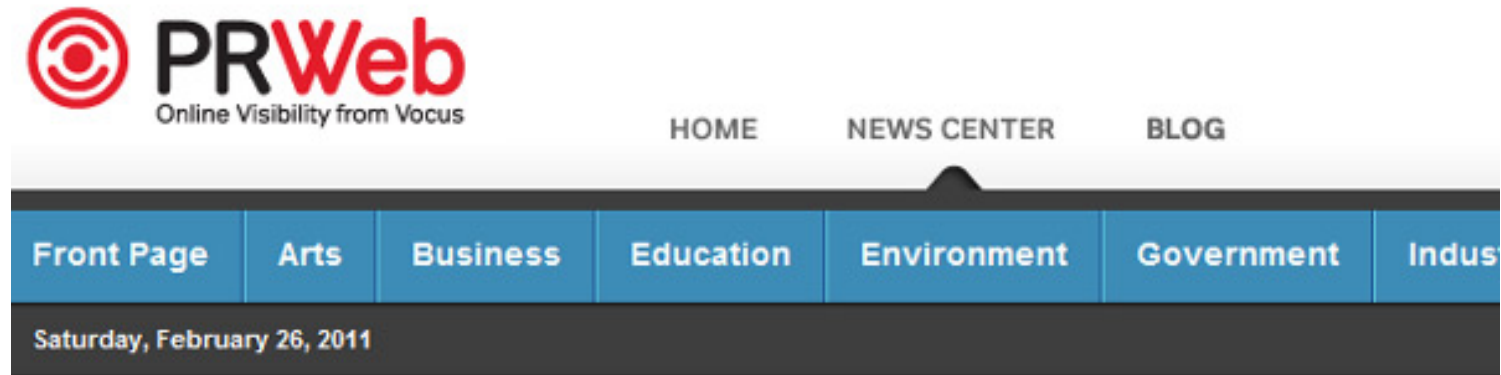 PRWeb
Online Visibility from Vocus
HOME NEWS CENTER BLOG
Front Page Arts Business Education Environment Government Indus
Saturday, February 26, 2011